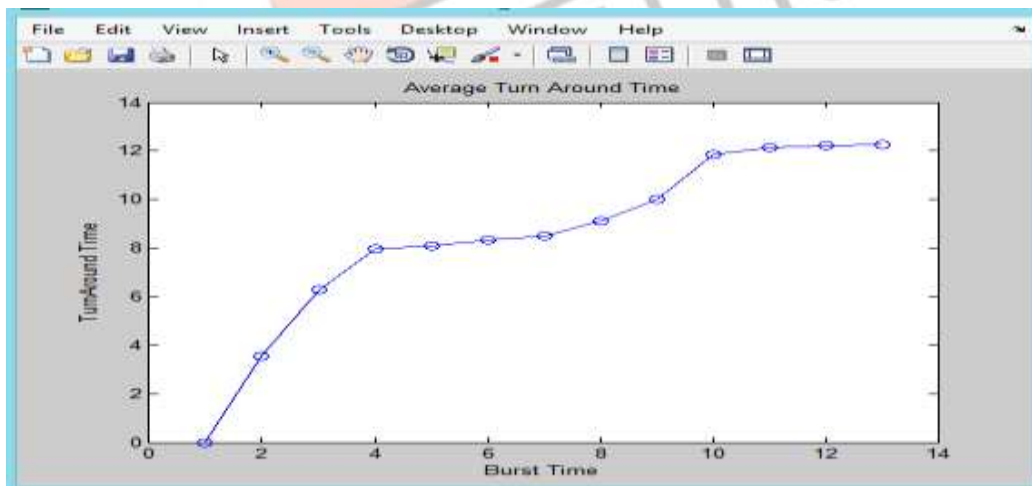 File Edit View Insert Tools Desktop Window Help
Average Turn Around Time
14
12
10
8
6
4
2
0
TurnAround Time
0 2 4 6 8 10 12 14
Burst Time